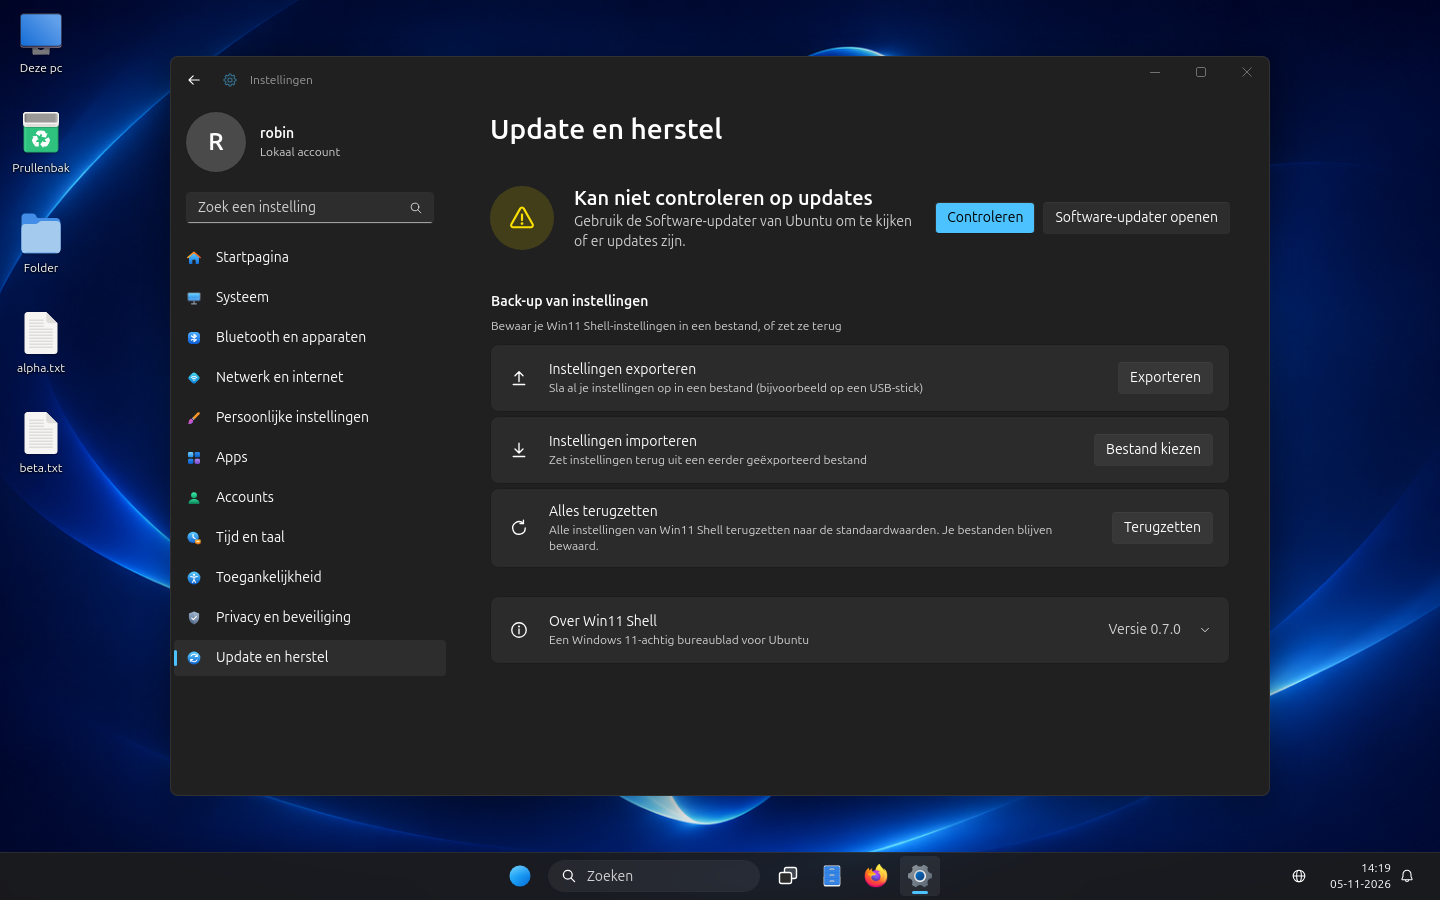 Deze pc
Prullenbak
Folder
alpha.txt
beta.txt
Instellingen
R
robin
Lokaal account
Zoek een instelling
Startpagina
Systeem
Bluetooth en apparaten
Netwerk en internet
Persoonlijke instellingen
Apps
Accounts
Tijd en taal
Toegankelijkheid
Privacy en beveiliging
Update en herstel
Update en herstel
Kan niet controleren op updates
Gebruik de Software-updater van Ubuntu om te kijken
of er updates zijn.
Controleren
Software-updater openen
Back-up van instellingen
Bewaar je Win11 Shell-instellingen in een bestand, of zet ze terug
Instellingen exporteren
Sla al je instellingen op in een bestand (bijvoorbeeld op een USB-stick)
Exporteren
Instellingen importeren
Zet instellingen terug uit een eerder geëxporteerd bestand
Bestand kiezen
Alles terugzetten
Alle instellingen van Win11 Shell terugzetten naar de standaardwaarden. Je bestanden blijven
bewaard.
Terugzetten
Over Win11 Shell
Een Windows 11-achtig bureaublad voor Ubuntu
Versie 0.7.0
Zoeken
14:19
05-11-2026